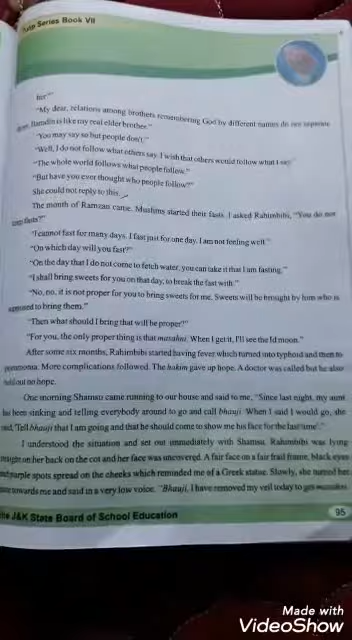 Tulip Series Book VII
her"
"My dear, relations among brothers remembering God by different names do not separate
them. Ramdin is like my real elder brother."
"You may say so but people don't."
"Well, I do not follow what others say. I wish that others would follow what I say."
"The whole world follows what people follow."
"But have you ever thought who people follow?"
She could not reply to this.
The month of Ramzan came. Muslims started their fasts. I asked Rahimbibi, "You do not
keep fasts?"
"I cannot fast for many days. I fast just for one day. I am not feeling well."
"On which day will you fast?"
"On the day that I do not come to fetch water, you can take it that I am fasting."
"I shall bring sweets for you on that day, to break the fast with."
"No, no, it is not proper for you to bring sweets for me. Sweets will be brought by him who is
supposed to bring them."
"Then what should I bring that will be proper?"
"For you, the only proper thing is that masahni. When I get it, I'll see the Id moon."
After some six months, Rahimbibi started having fever which turned into typhoid and then to
pneumonia. More complications followed. The hakim gave up hope. A doctor was called but he also
held out no hope.
One morning Shamsu came running to our house and said to me, "Since last night, my aunt
has been sinking and telling everybody around to go and call bhauji. When I said I would go, she
said, 'Tell bhauji that I am going and that he should come to show me his face for the last time'."
I understood the situation and set out immediately with Shamsu. Rahimbibi was lying
straight on her back on the cot and her face was uncovered. A fair face on a fair frail frame, black eyes
and purple spots spread on the cheeks which reminded me of a Greek statue. Slowly, she turned her
face towards me and said in a very low voice, "Bhauji, I have removed my veil today to get
J&K State Board of School Education
95
Made with
VideoShow